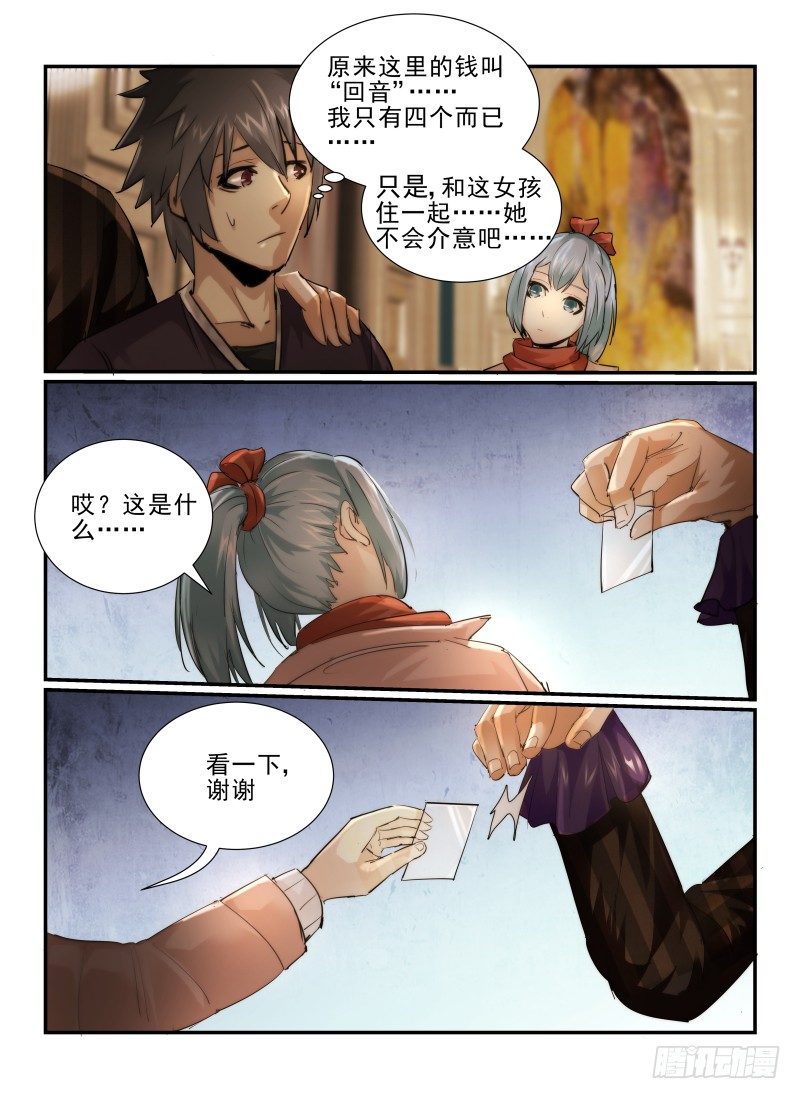 原来这里的钱叫
“回音”……
我只有四个而已
……
只是，和这女孩
住一起……她
不会介意吧……
哎？这是什
么……
看一下，
谢谢
腾讯动漫